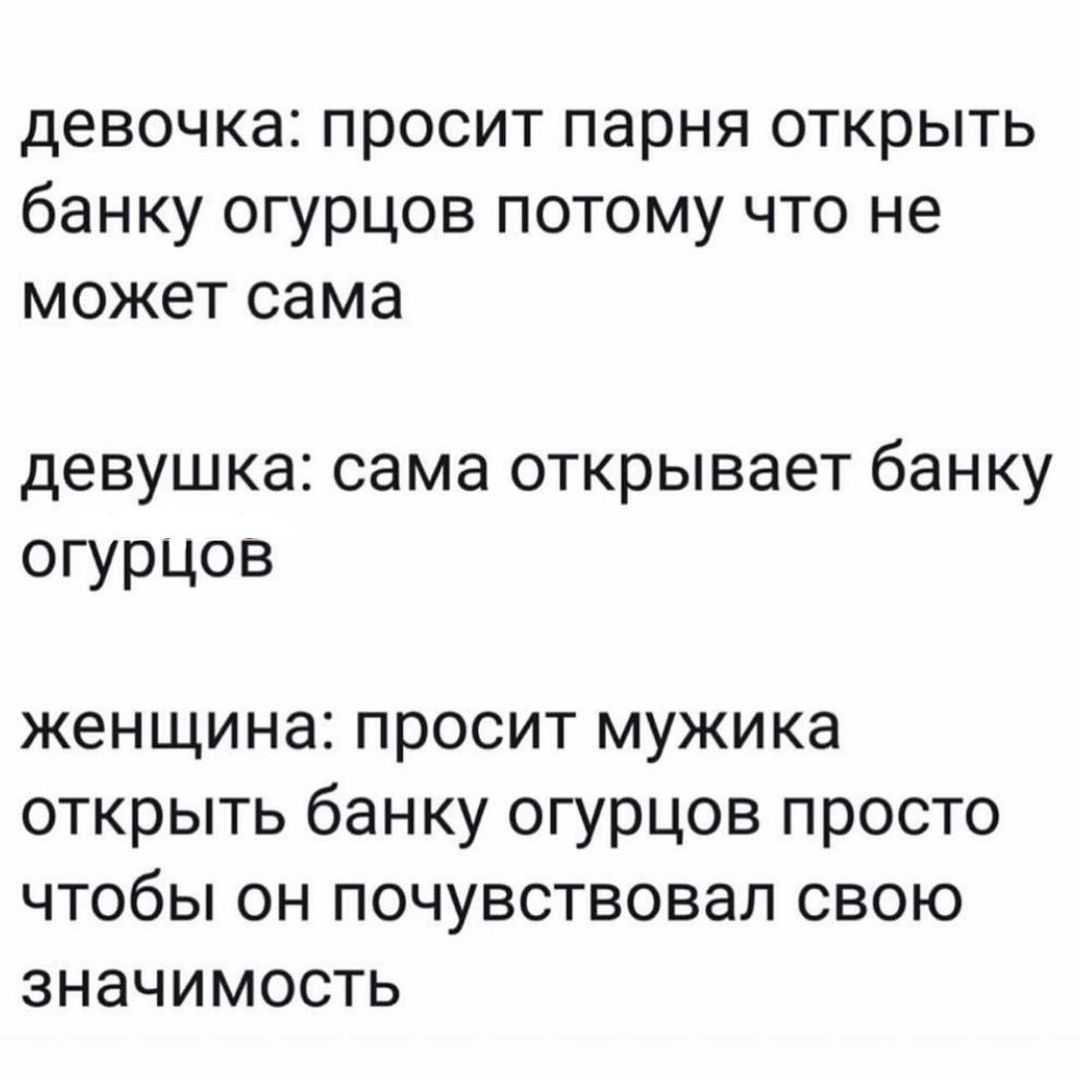 девочка: просит парня открыть
банку огурцов потому что не
может сама
девушка: сама открывает банку
огурцов
женщина: просит мужика
открыть банку огурцов просто
чтобы он почувствовал свою
значимость